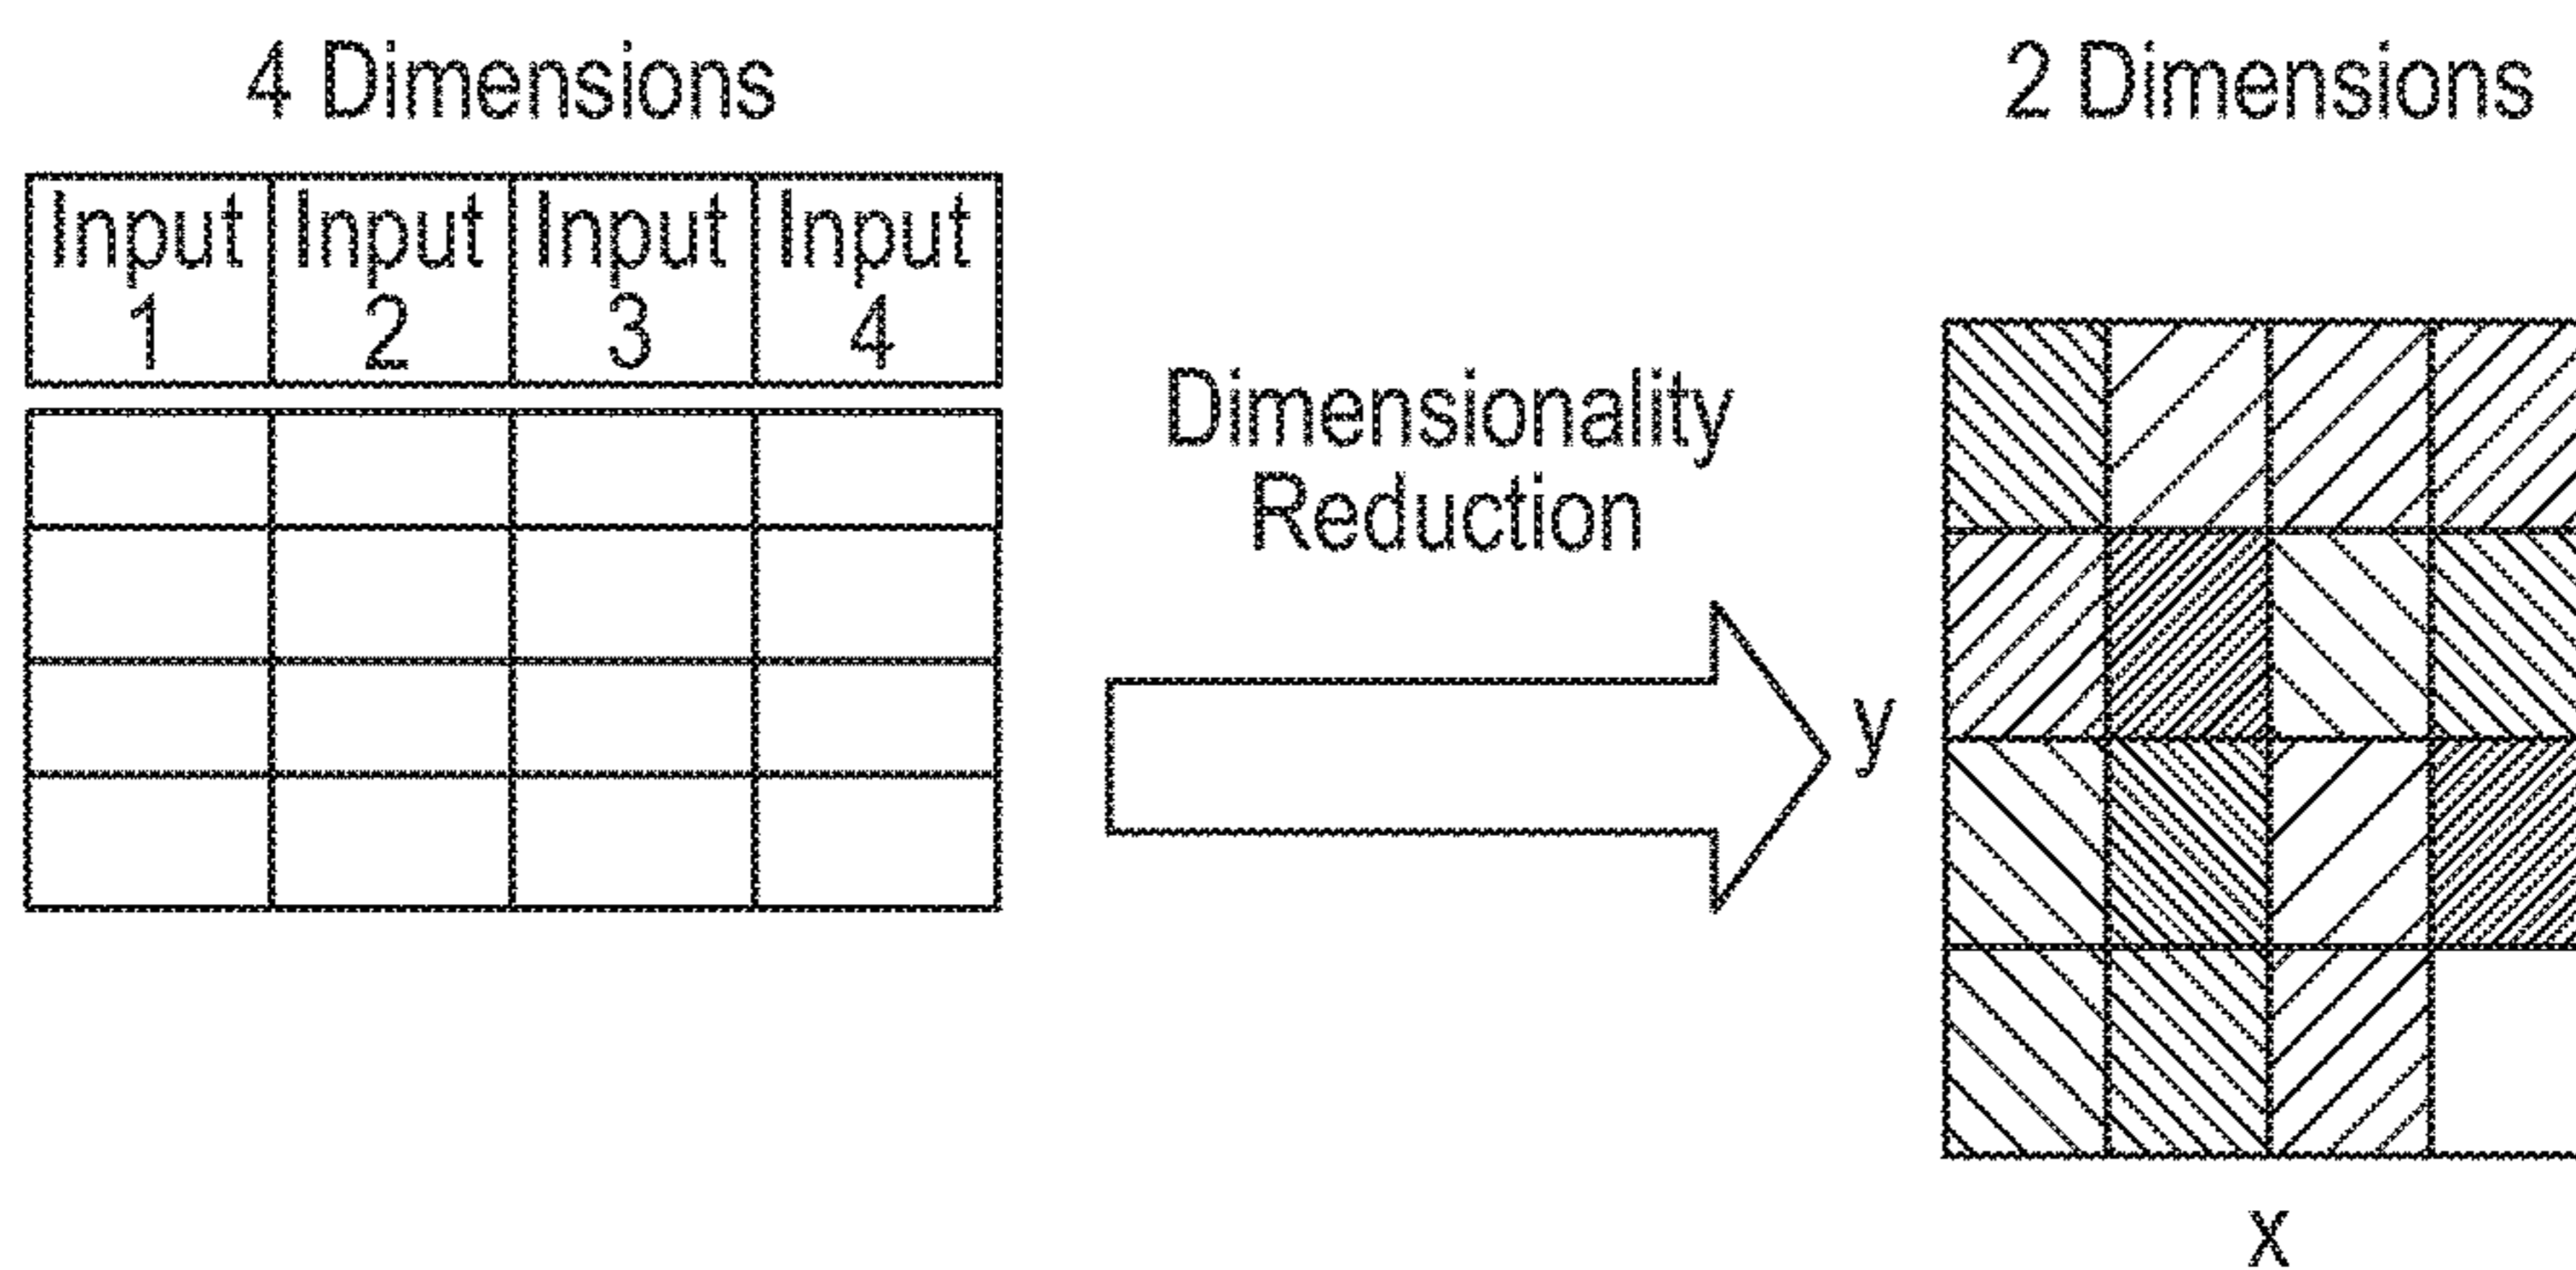 4 Dimensions
2 Dimensions
Input Input Input Input
1 2 3 4
Dimensionality
Reduction
y
x